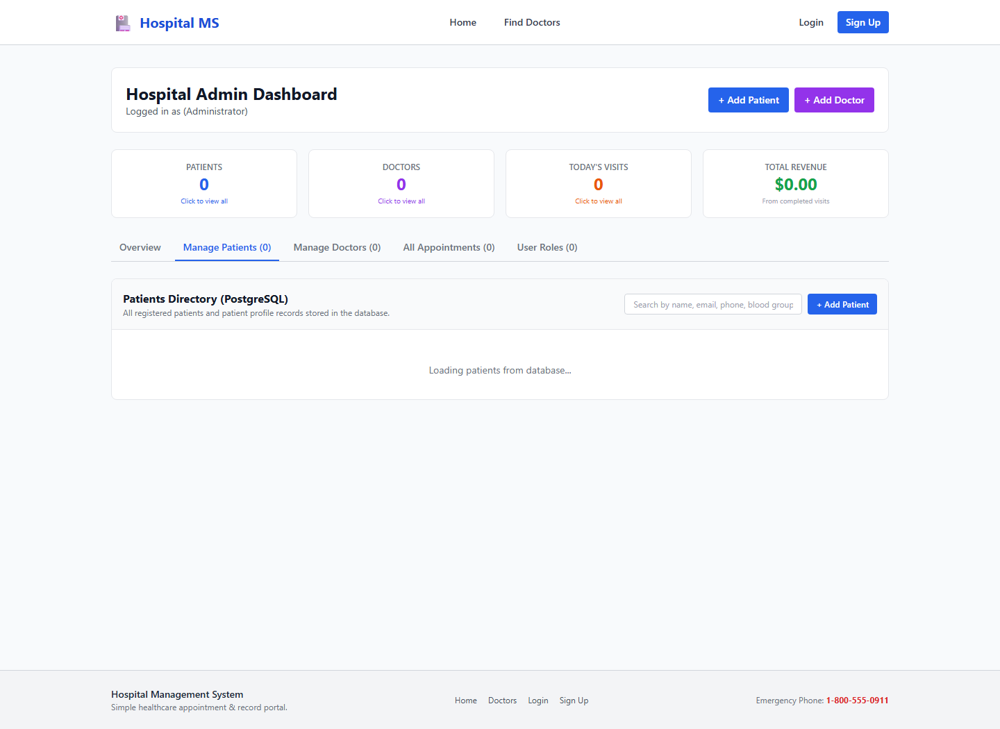 Hospital MS
Home
Find Doctors
Login
Sign Up
Hospital Admin Dashboard
Logged in as (Administrator)
+ Add Patient
+ Add Doctor
PATIENTS
0
Click to view all
DOCTORS
0
Click to view all
TODAY'S VISITS
0
Click to view all
TOTAL REVENUE
$0.00
From completed visits
Overview
Manage Patients (0)
Manage Doctors (0)
All Appointments (0)
User Roles (0)
Patients Directory (PostgreSQL)
All registered patients and patient profile records stored in the database.
Search by name, email, phone, blood group
+ Add Patient
Loading patients from database...
Hospital Management System
Simple healthcare appointment & record portal.
Home
Doctors
Login
Sign Up
Emergency Phone: 1-800-555-0911